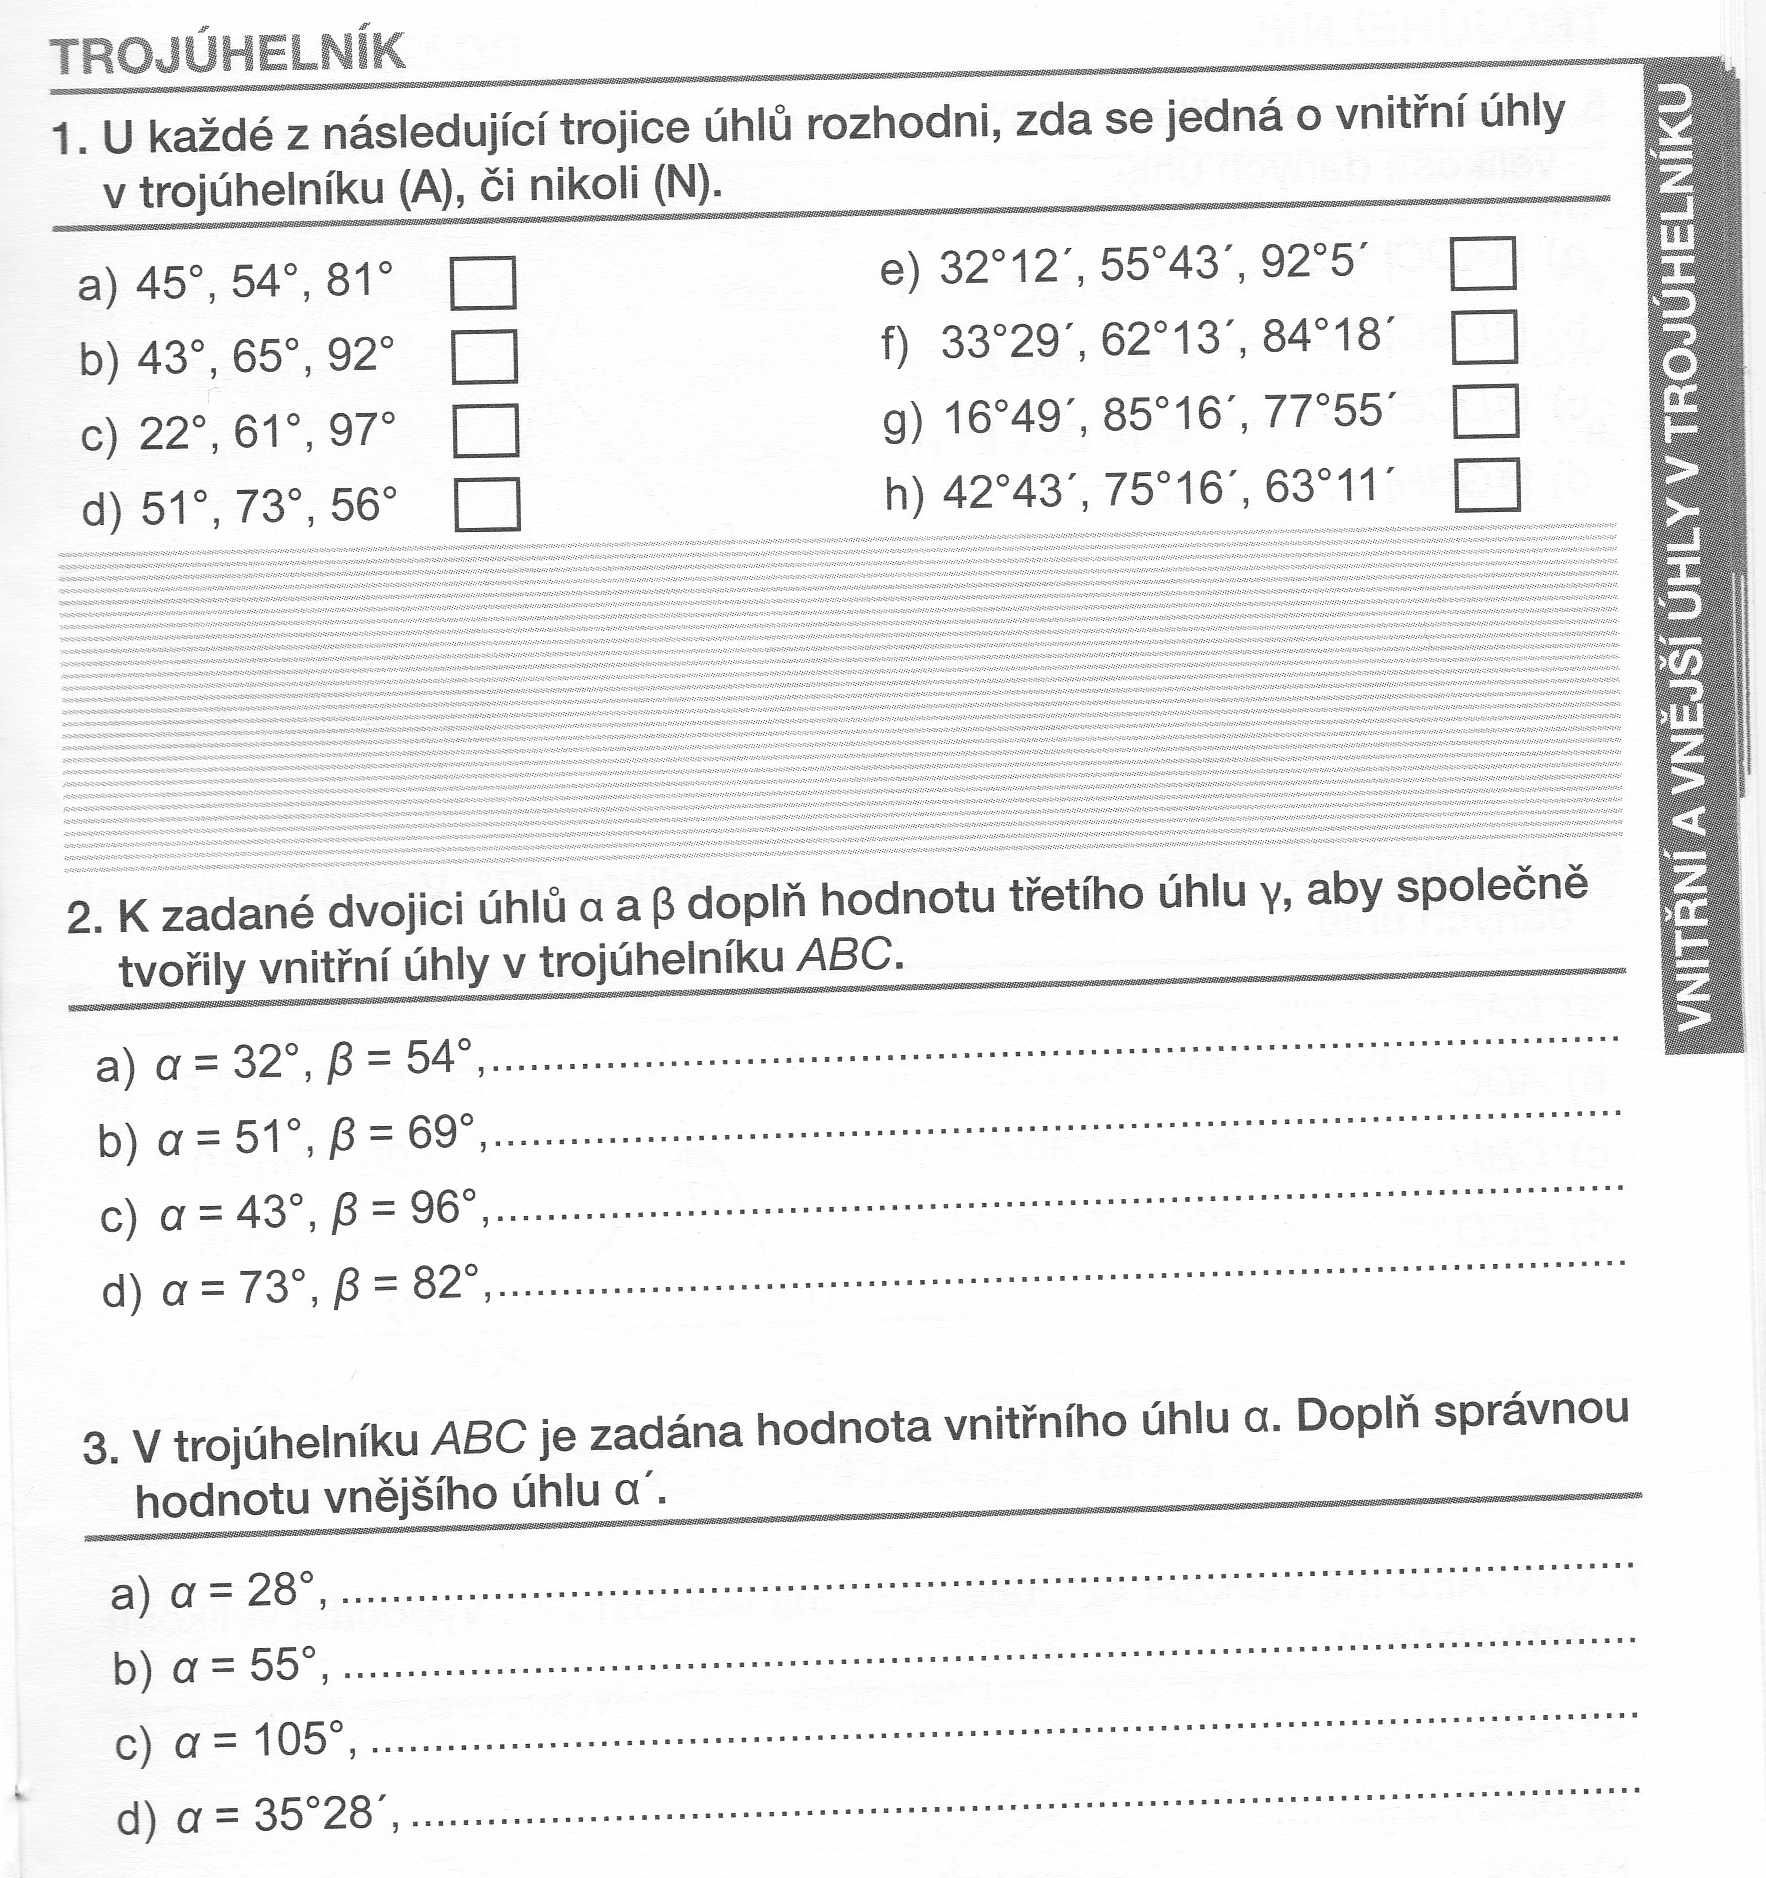 TROJÚHELNÍK
1. U každé z následující trojice úhlů rozhodni, zda se jedná o vnitřní úhly
v trojúhelníku (A), či nikoli (N).
a) 45°, 54°, 81°
b) 43°, 65°, 92°
c) 22°, 61°, 97°
d) 51°, 73°, 56°
e) 32°12´, 55°43´, 92°5´
f) 33°29´, 62°13´, 84°18´
g) 16°49´, 85°16´, 77°55´
h) 42°43´, 75°16´, 63°11´
2. K zadané dvojici úhlů α a β doplň hodnotu třetího úhlu γ, aby společně
tvořily vnitřní úhly v trojúhelníku ABC.
a) α = 32°, β = 54°,
b) α = 51°, β = 69°,
c) α = 43°, β = 96°,
d) α = 73°, β = 82°,
3. V trojúhelníku ABC je zadána hodnota vnitřního úhlu α. Doplň správnou
hodnotu vnějšího úhlu α´.
a) α = 28°,
b) α = 55°,
c) α = 105°,
d) α = 35°28´,
VNITŘNÍ A VNĚJŠÍ ÚHLY V TROJÚHELNÍKU